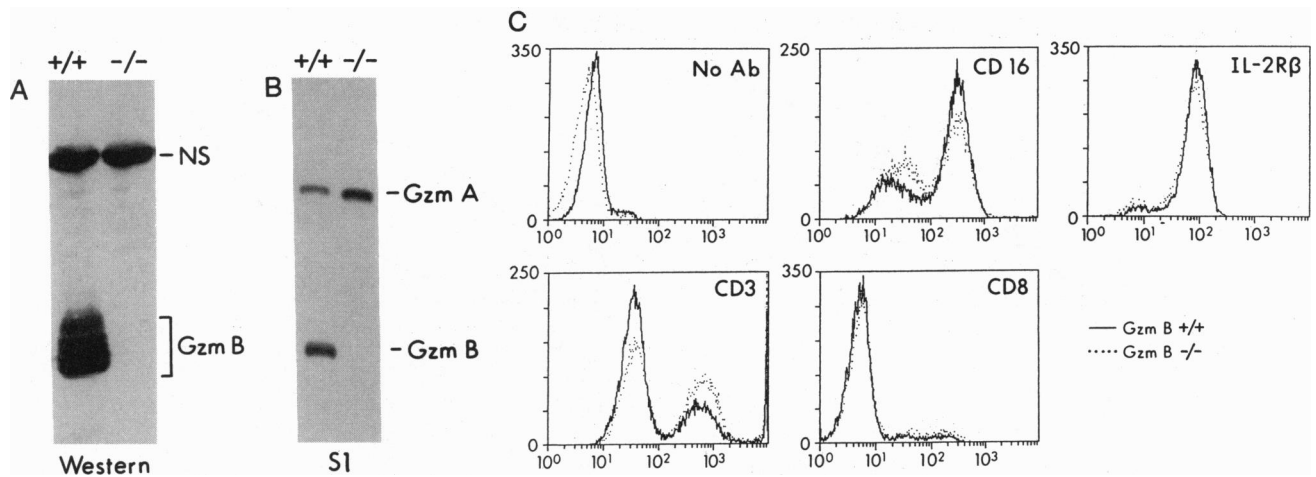 A
+/+ -/-
NS
Gzm B
Western
B
+/+ -/-
Gzm A
Gzm B
S1
C
350
No Ab
0
10⁰ 10¹ 10² 10³
250
CD 16
0
10⁰ 10¹ 10² 10³
350
IL-2Rβ
0
10⁰ 10¹ 10² 10³
250
CD3
0
10⁰ 10¹ 10² 10³
350
CD8
0
10⁰ 10¹ 10² 10³
Gzm B +/+
Gzm B -/-